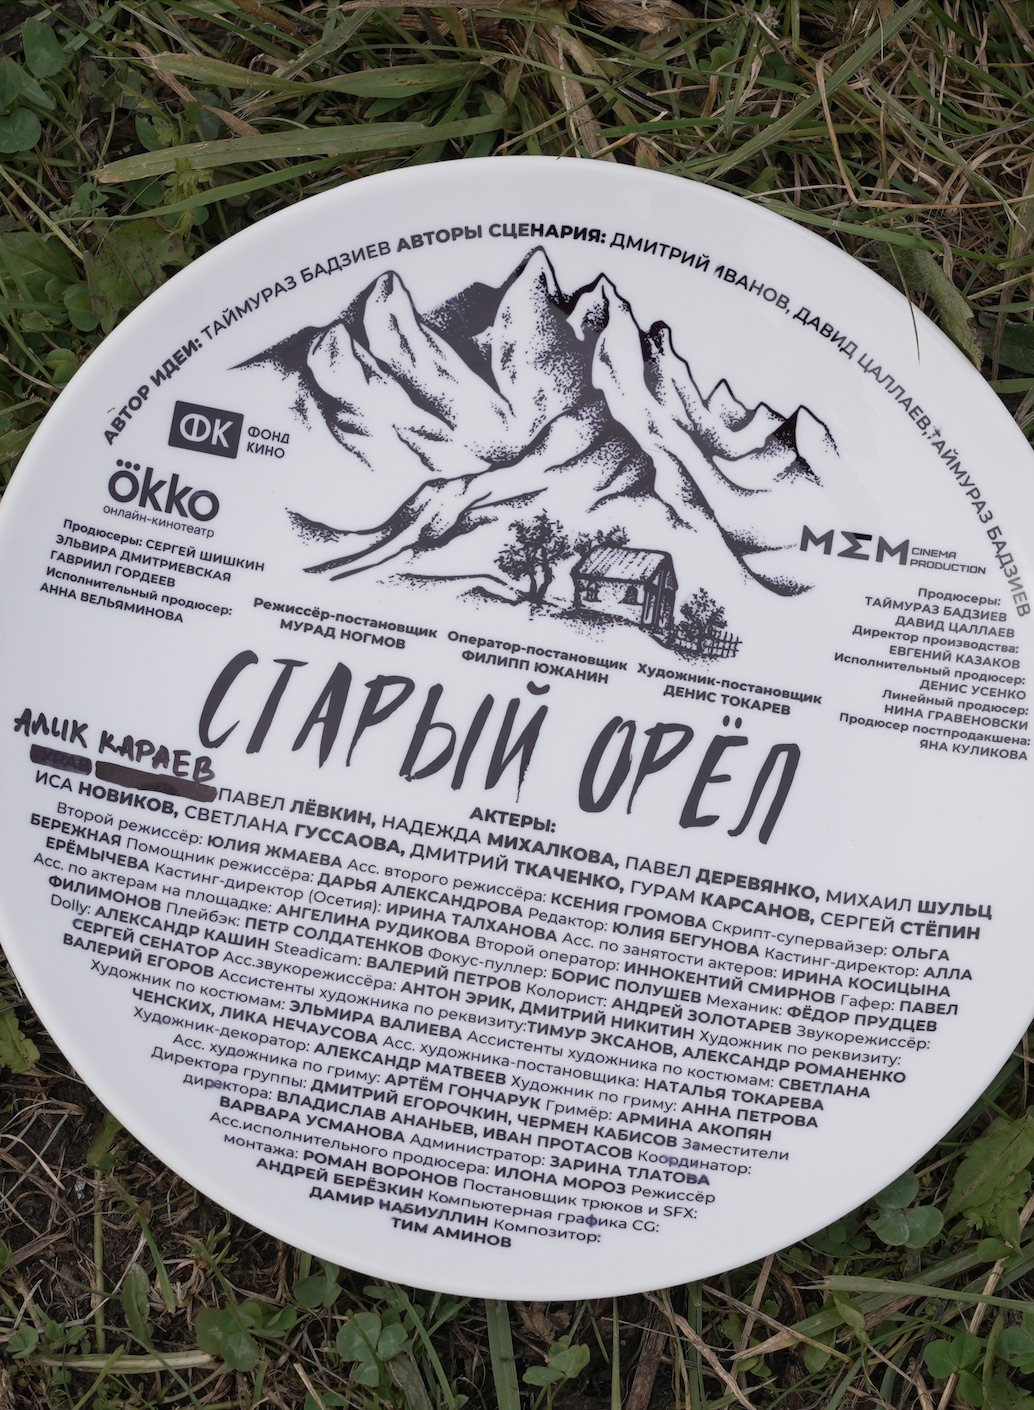 АВТОР ИДЕИ: ТАЙМУРАЗ БАДЗИЕВ АВТОРЫ СЦЕНАРИЯ: ДМИТРИЙ ИВАНОВ, ДАВИД ЦАЛЛАЕВ, ТАЙМУРАЗ БАДЗИЕВ
ФК ФОНД
КИНО
ökko
онлайн-кинотеатр
Продюсеры: СЕРГЕЙ ШИШКИН
ЭЛЬВИРА ДМИТРИЕВСКАЯ
ГАВРИИЛ ГОРДЕЕВ
Исполнительный продюсер:
АННА ВЕЛЬЯМИНОВА
MΣM CINEMA
PRODUCTION
Продюсеры:
ТАЙМУРАЗ БАДЗИЕВ
ДАВИД ЦАЛЛАЕВ
Директор производства:
ЕВГЕНИЙ КАЗАКОВ
Исполнительный продюсер:
ДЕНИС УСЕНКО
Линейный продюсер:
НИНА ГРАВЕНОВСКИ
Продюсер постпродакшена:
ЯНА КУЛИКОВА
Режиссёр-постановщик
МУРАД НОГМОВ
Оператор-постановщик
ФИЛИПП ЮЖАНИН
Художник-постановщик
ДЕНИС ТОКАРЕВ
СТАРЫЙ ОРЁЛ
АЛИК КАРАЕВ
АКТЕРЫ:
ПАВЕЛ ЛЁВКИН, НАДЕЖДА МИХАЛКОВА, ПАВЕЛ ДЕРЕВЯНКО, МИХАИЛ ШУЛЬЦ
ИСА НОВИКОВ, СВЕТЛАНА ГУССАОВА, ДМИТРИЙ ТКАЧЕНКО, ГУРАМ КАРСАНОВ, СЕРГЕЙ СТЁПИН
Второй режиссёр: ЮЛИЯ ЖМАЕВА Асс. второго режиссёра: КСЕНИЯ ГРОМОВА Скрипт-супервайзер: ОЛЬГА
БЕРЕЖНАЯ Помощник режиссёра: ДАРЬЯ АЛЕКСАНДРОВА Редактор: ЮЛИЯ БЕГУНОВА Кастинг-директор: АЛЛА
ЕРЁМЫЧЕВА Кастинг-директор (Осетия): ИРИНА ТАЛХАНОВА Асс. по занятости актеров: ИРИНА КОСИЦЫНА
Асс. по актерам на площадке: АНГЕЛИНА РУДИКОВА Второй оператор: ИННОКЕНТИЙ СМИРНОВ Гафер: ПАВЕЛ
ФИЛИМОНОВ Плейбэк: ПЕТР СОЛДАТЕНКОВ Фокус-пуллер: БОРИС ПОЛУШЕВ Механик: ФЁДОР ПРУДЦЕВ
Dolly: АЛЕКСАНДР КАШИН Steadicam: ВАЛЕРИЙ ПЕТРОВ Колорист: АНДРЕЙ ЗОЛОТАРЕВ Звукорежиссёр:
СЕРГЕЙ СЕНАТОР Асс.звукорежиссёра: АНТОН ЭРИК, ДМИТРИЙ НИКИТИН Художник по реквизиту:
ВАЛЕРИЙ ЕГОРОВ Ассистенты художника по реквизиту:ТИМУР ЭКСАНОВ, АЛЕКСАНДР РОМАНЕНКО
Художник по костюмам: ЭЛЬМИРА ВАЛИЕВА Ассистенты художника по костюмам: СВЕТЛАНА
ЧЕНСКИХ, ЛИКА НЕЧАУСОВА Асс. художника-постановщика: НАТАЛЬЯ ТОКАРЕВА
Художник-декоратор: АЛЕКСАНДР МАТВЕЕВ Художник по гриму: АННА ПЕТРОВА
Асс. художника по гриму: АРТЁМ ГОНЧАРУК Гримёр: АРМИНА АКОПЯН
Директора группы: ДМИТРИЙ ЕГОРОЧКИН, ЧЕРМЕН КАБИСОВ Заместители
директора: ВЛАДИСЛАВ АНАНЬЕВ, ИВАН ПРОТАСОВ Координатор:
ВАРВАРА УСМАНОВА Администратор: ЗАРИНА ТЛАТОВА
Асс.исполнительного продюсера: ИЛОНА МОРОЗ Режиссёр
монтажа: РОМАН ВОРОНОВ Постановщик трюков и SFX:
АНДРЕЙ БЕРЁЗКИН Компьютерная графика CG:
ДАМИР НАБИУЛЛИН Композитор:
ТИМ АМИНОВ